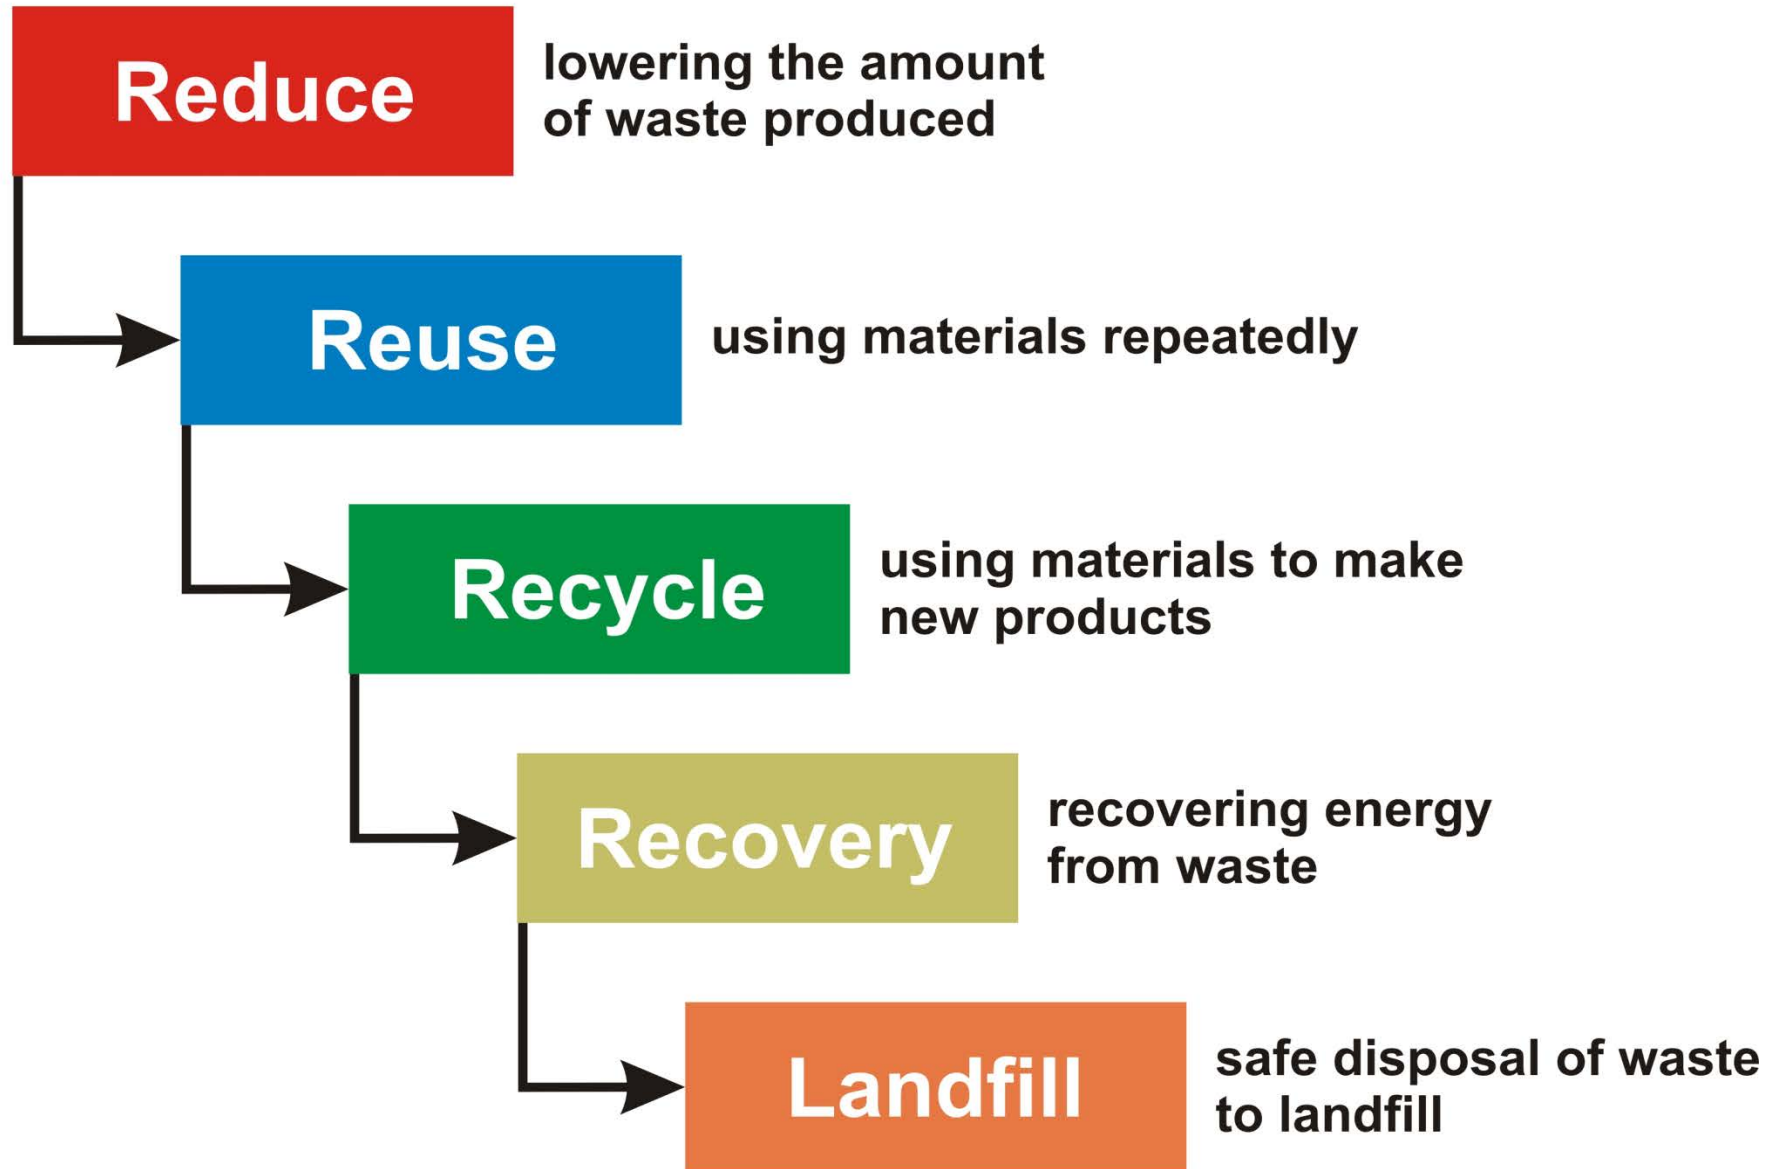 Reduce
lowering the amount
of waste produced
Reuse
using materials repeatedly
Recycle
using materials to make
new products
Recovery
recovering energy
from waste
Landfill
safe disposal of waste
to landfill